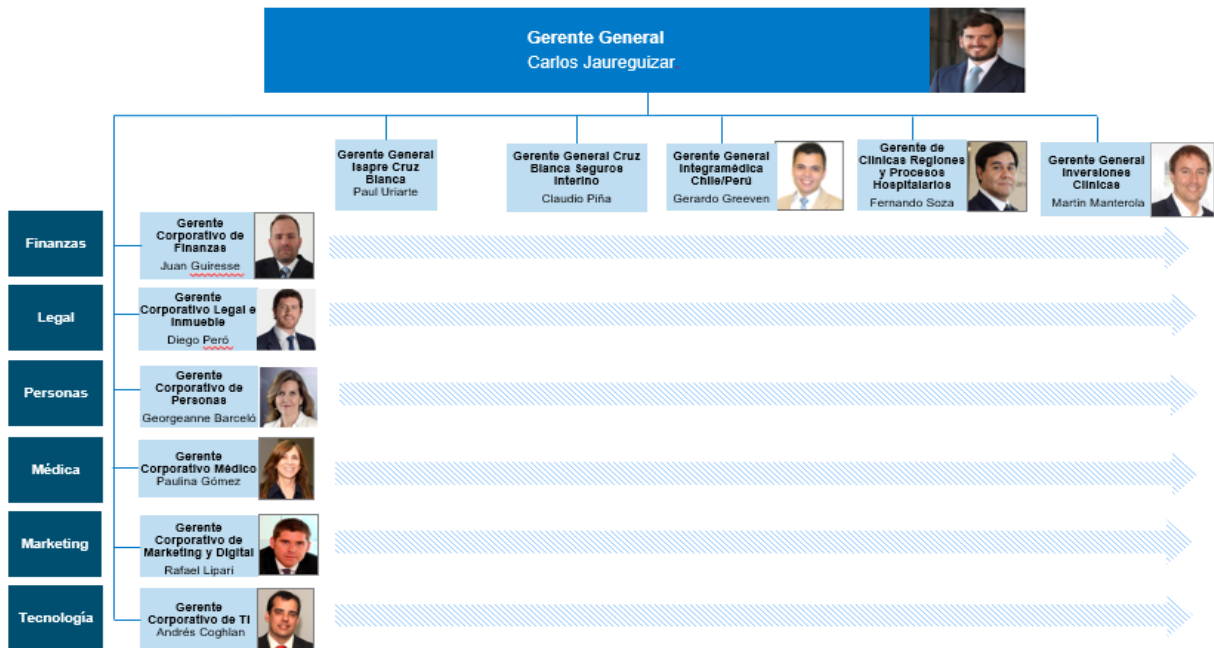 Gerente General
Carlos Jaureguizar
Gerente General
Isapre Cruz
Blanca
Paul Uriarte
Gerente General Cruz
Blanca Seguros
Interino
Claudio Piña
Gerente General
Integramédica
Chile/Perú
Gerardo Greeven
Gerente de
Clínicas Regiones
y Procesos
Hospitalarios
Fernando Soza
Gerente General
Inversiones
Clínicas
Martin Manterola
Finanzas
Gerente
Corporativo de
Finanzas
Juan Guiresse
Legal
Gerente
Corporativo Legal e
Inmueble
Diego Peró
Personas
Gerente
Corporativo de
Personas
Georgeanne Barceló
Médica
Gerente
Corporativo Médico
Paulina Gómez
Marketing
Gerente
Corporativo de
Marketing y Digital
Rafael Lipari
Tecnología
Gerente
Corporativo de TI
Andrés Coghlan